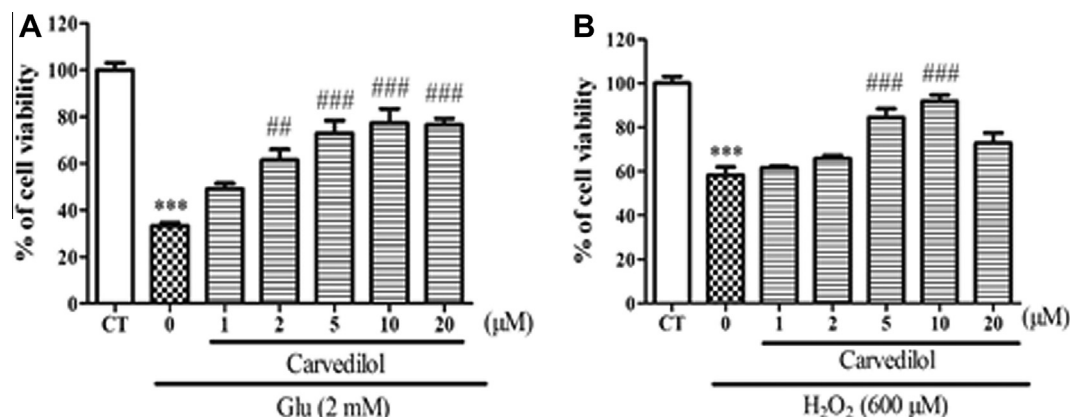 A
% of cell viability
120
100
80
60
40
20
0
***
##
###
###
###
CT 0 1 2 5 10 20 (μM)
Carvedilol
Glu (2 mM)
B
% of cell viability
120
100
80
60
40
20
0
***
###
###
CT 0 1 2 5 10 20 (μM)
Carvedilol
H₂O₂ (600 μM)